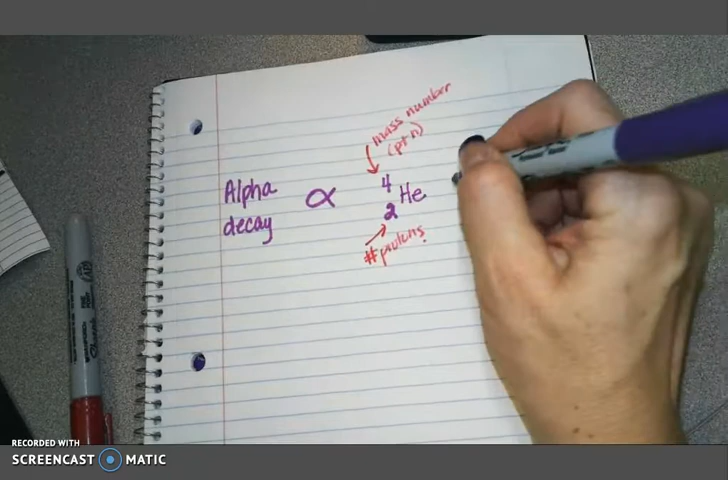 mass number
(p+n)
Alpha
decay
∝
4
2
He
# protons
RECORDED WITH
SCREENCAST MATIC